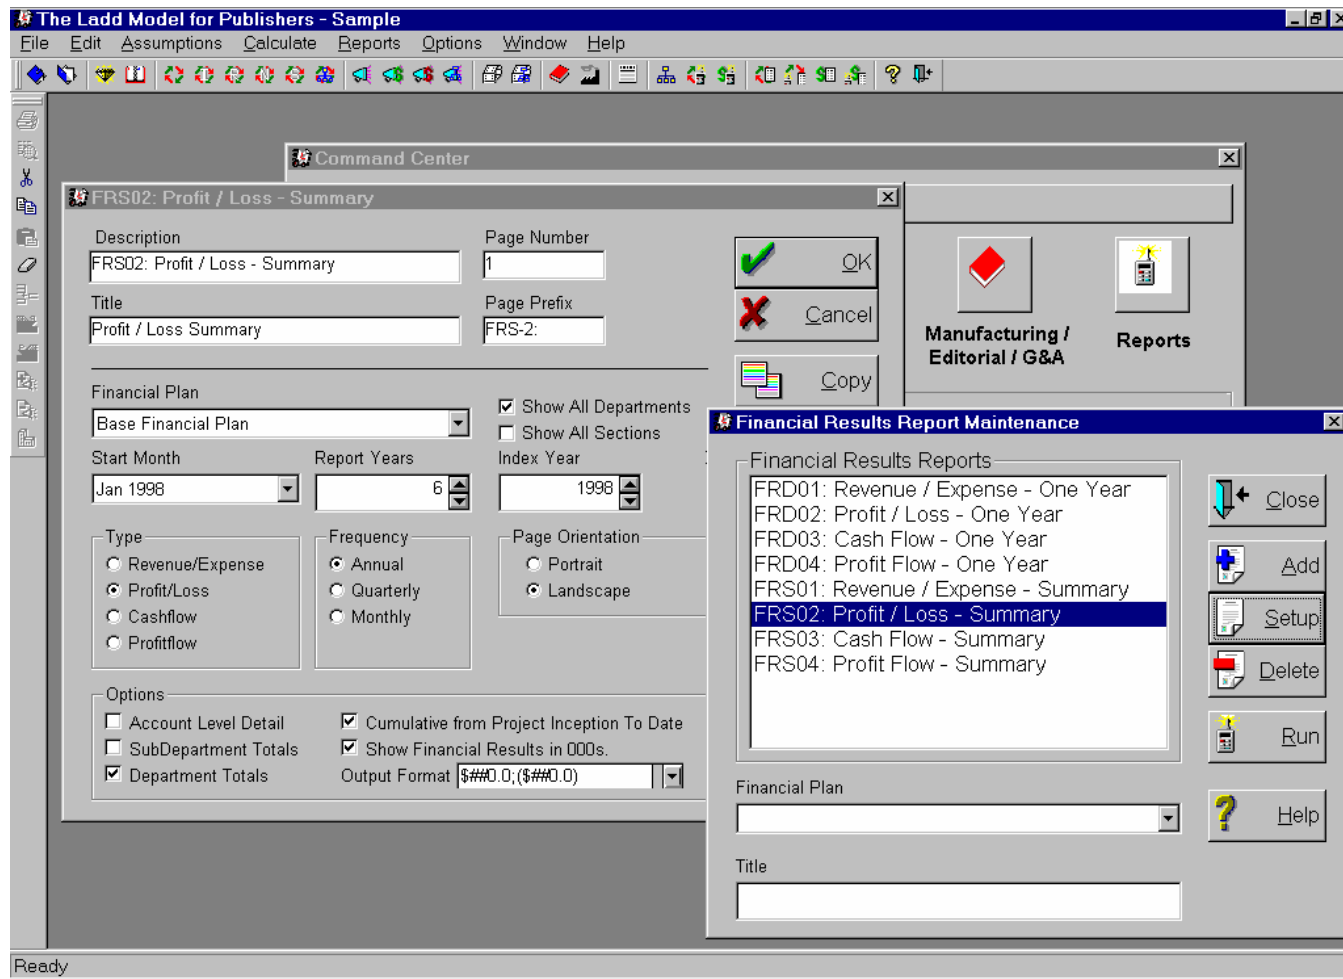 The Ladd Model for Publishers - Sample
File Edit Assumptions Calculate Reports Options Window Help
Command Center
FRS02: Profit / Loss - Summary
Description
FRS02: Profit / Loss - Summary
Page Number
1
Title
Profit / Loss Summary
Page Prefix
FRS-2:
OK
Cancel
Copy
Financial Plan
Base Financial Plan
Show All Departments
Show All Sections
Start Month
Jan 1998
Report Years
6
Index Year
1998
Type
Revenue/Expense
Profit/Loss
Cashflow
Profitflow
Frequency
Annual
Quarterly
Monthly
Page Orientation
Portrait
Landscape
Options
Account Level Detail
SubDepartment Totals
Department Totals
Cumulative from Project Inception To Date
Show Financial Results in 000s.
Output Format $##0.0;($##0.0)
Manufacturing /
Editorial / G&A
Reports
Financial Results Report Maintenance
Financial Results Reports
FRD01: Revenue / Expense - One Year
FRD02: Profit / Loss - One Year
FRD03: Cash Flow - One Year
FRD04: Profit Flow - One Year
FRS01: Revenue / Expense - Summary
FRS02: Profit / Loss - Summary
FRS03: Cash Flow - Summary
FRS04: Profit Flow - Summary
Close
Add
Setup
Delete
Run
Help
Financial Plan
Title
Ready